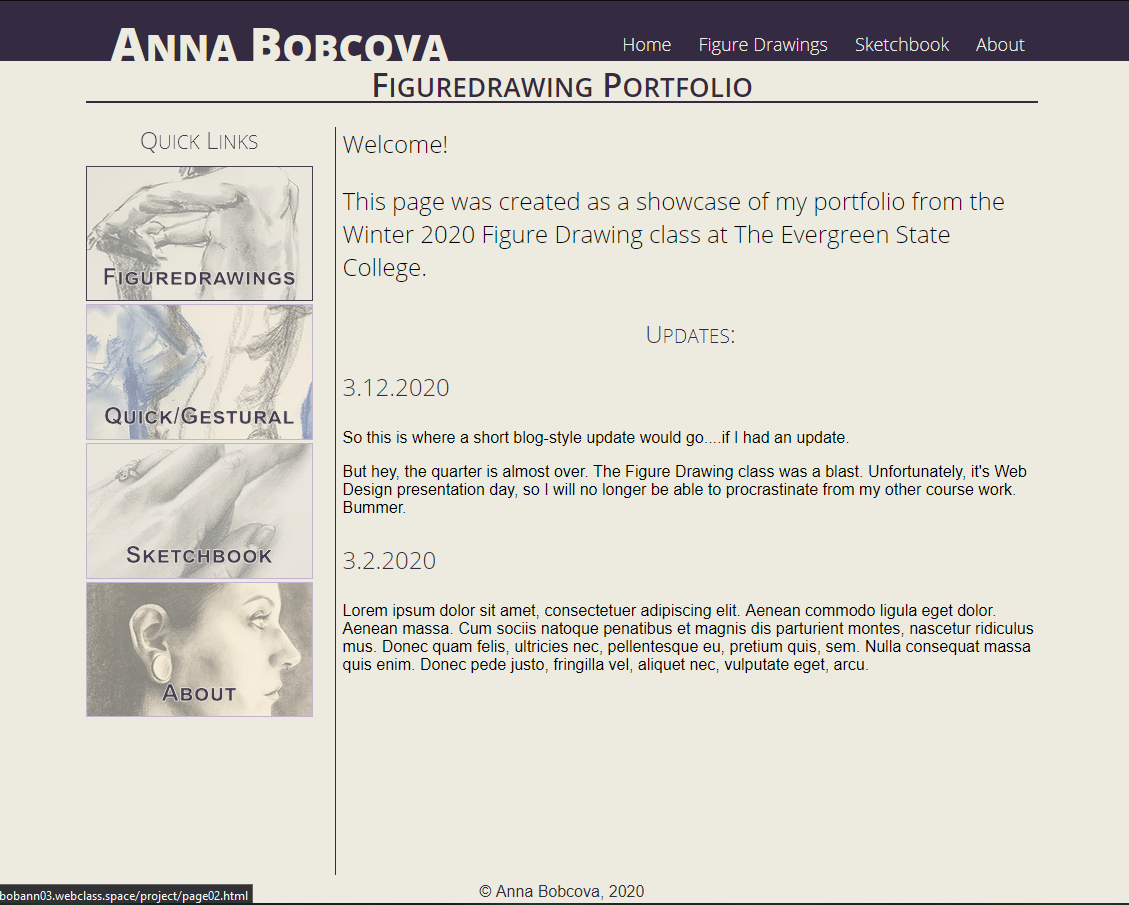 Anna Bobcova
Home Figure Drawings Sketchbook About
Figuredrawing Portfolio
Quick Links
Figuredrawings
Quick/Gestural
Sketchbook
About
Welcome!
This page was created as a showcase of my portfolio from the
Winter 2020 Figure Drawing class at The Evergreen State
College.
Updates:
3.12.2020
So this is where a short blog-style update would go....if I had an update.
But hey, the quarter is almost over. The Figure Drawing class was a blast. Unfortunately, it's Web
Design presentation day, so I will no longer be able to procrastinate from my other course work.
Bummer.
3.2.2020
Lorem ipsum dolor sit amet, consectetuer adipiscing elit. Aenean commodo ligula eget dolor.
Aenean massa. Cum sociis natoque penatibus et magnis dis parturient montes, nascetur ridiculus
mus. Donec quam felis, ultricies nec, pellentesque eu, pretium quis, sem. Nulla consequat massa
quis enim. Donec pede justo, fringilla vel, aliquet nec, vulputate eget, arcu.
© Anna Bobcova, 2020
bobann03.webclass.space/project/page02.html